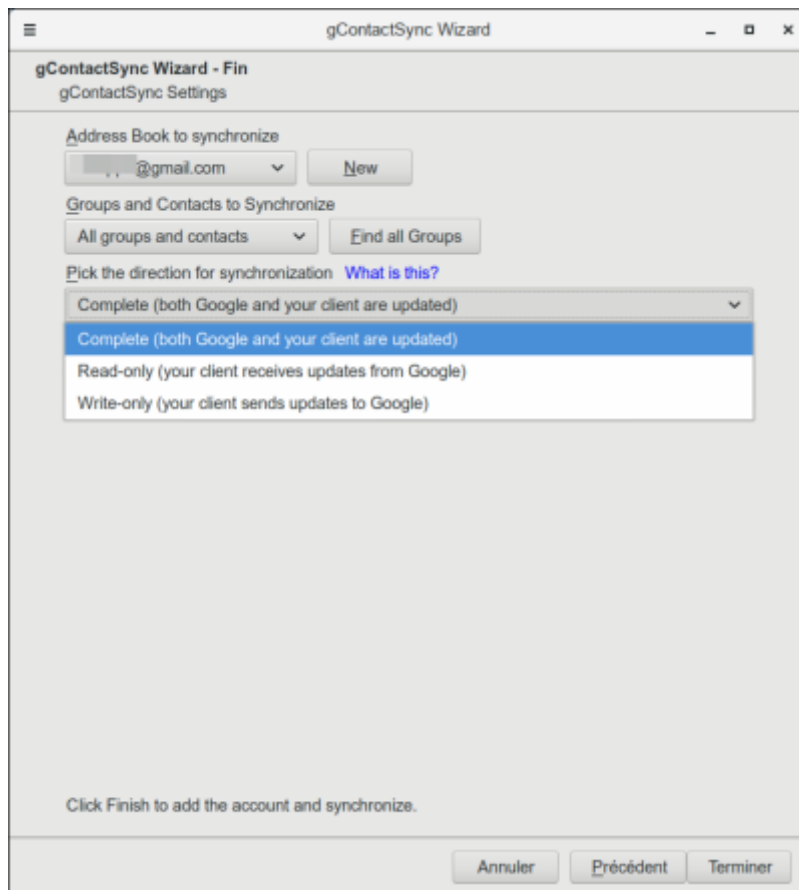 gContactSync Wizard
gContactSync Wizard - Fin
gContactSync Settings
Address Book to synchronize
@gmail.com
New
Groups and Contacts to Synchronize
All groups and contacts
Find all Groups
Pick the direction for synchronization What is this?
Complete (both Google and your client are updated)
Complete (both Google and your client are updated)
Read-only (your client receives updates from Google)
Write-only (your client sends updates to Google)
Click Finish to add the account and synchronize.
Annuler Précédent Terminer